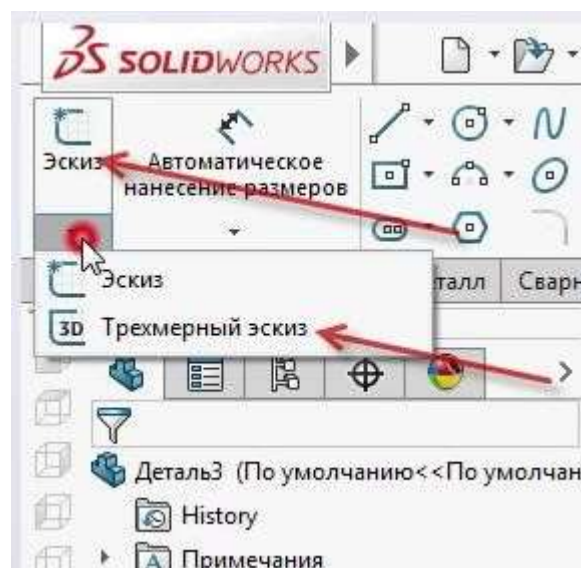 SOLIDWORKS
Эскиз
Автоматическое
нанесение размеров
Эскиз
талл Сварн
3D Трехмерный эскиз
Деталь3 (По умолчанию<<По умолчан
History
A Примечания